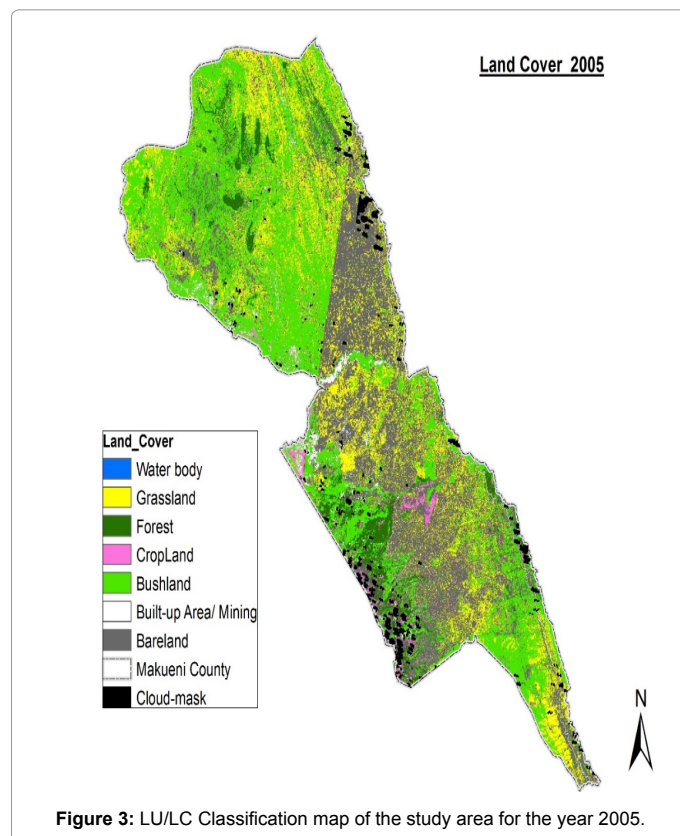 Land Cover 2005
Land_Cover
Water body
Grassland
Forest
CropLand
Bushland
Built-up Area/ Mining
Bareland
Makueni County
Cloud-mask
N
Figure 3: LU/LC Classification map of the study area for the year 2005.